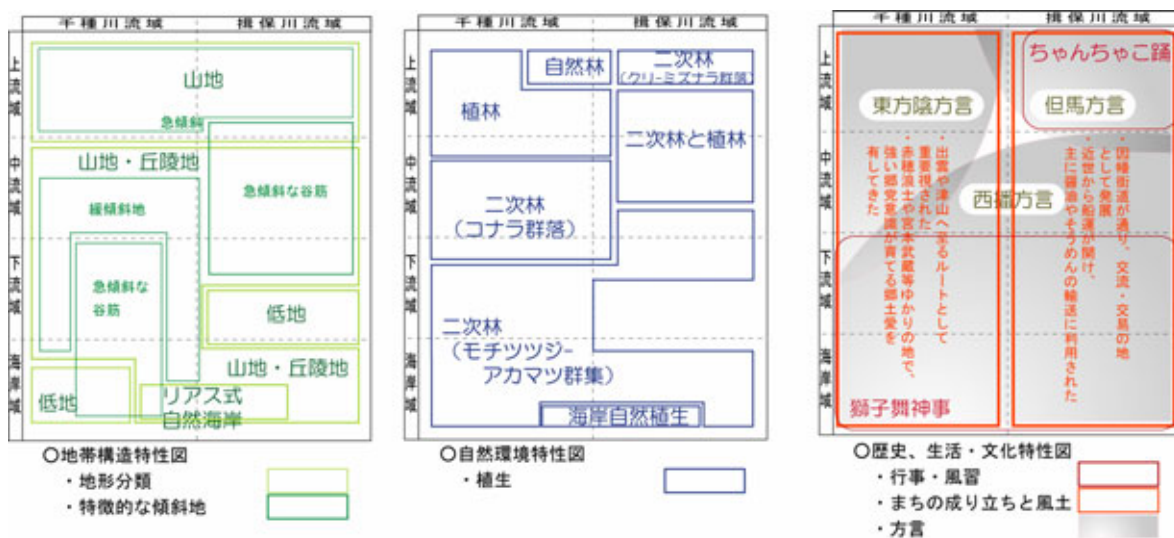 千種川流域 揖保川流域
上流域
中流域
下流域
海岸域
山地
急傾斜
山地・丘陵地
緩傾斜地
急傾斜な谷筋
急傾斜な
谷筋
低地
山地・丘陵地
低地
リアス式
自然海岸
○地帯構造特性図
・地形分類
・特徴的な傾斜地
千種川流域 揖保川流域
上流域
中流域
下流域
海岸域
自然林
二次林
(クリーミズナラ群落)
植林
二次林と植林
二次林
(コナラ群落)
二次林
(モチツツジー
アカマツ群集)
海岸自然植生
○自然環境特性図
・植生
千種川流域 揖保川流域
上流域
中流域
下流域
海岸域
ちゃんちゃこ踊
東方陰方言
但馬方言
西播方言
・出雲や津山へ至るルートとして
重要視された
・赤穂浪士や宮本武蔵等ゆかりの地で、
強い郷党意識が育てる郷土愛を
有してきた
・因幡街道が通り、交流・交易の地
として発展
近世から船運が開け、
主に醤油やそうめんの輸送に利用された
獅子舞神事
○歴史、生活・文化特性図
・行事・風習
・まちの成り立ちと風土
・方言